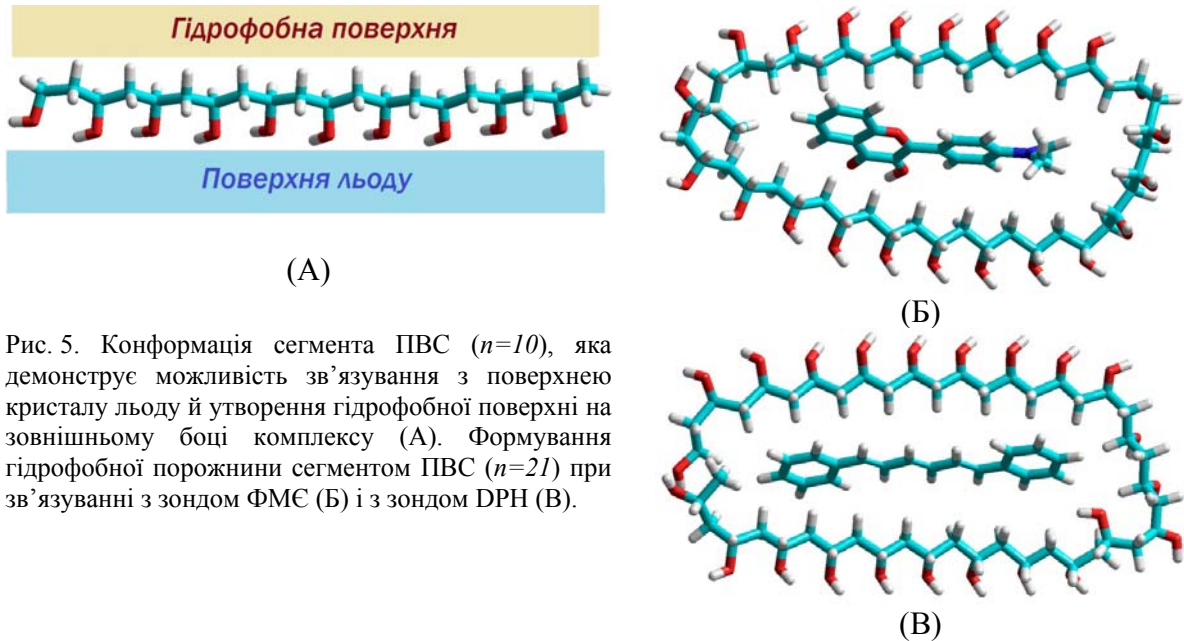 Гідрофобна поверхня
Поверхня льоду
(А)
Рис. 5. Конформація сегмента ПВС (n=10), яка
демонструє можливість зв’язування з поверхнею
кристалу льоду й утворення гідрофобної поверхні на
зовнішньому боці комплексу (А). Формування
гідрофобної порожнини сегментом ПВС (n=21) при
зв’язуванні з зондом ФМЄ (Б) і з зондом DPH (В).
(Б)
(В)